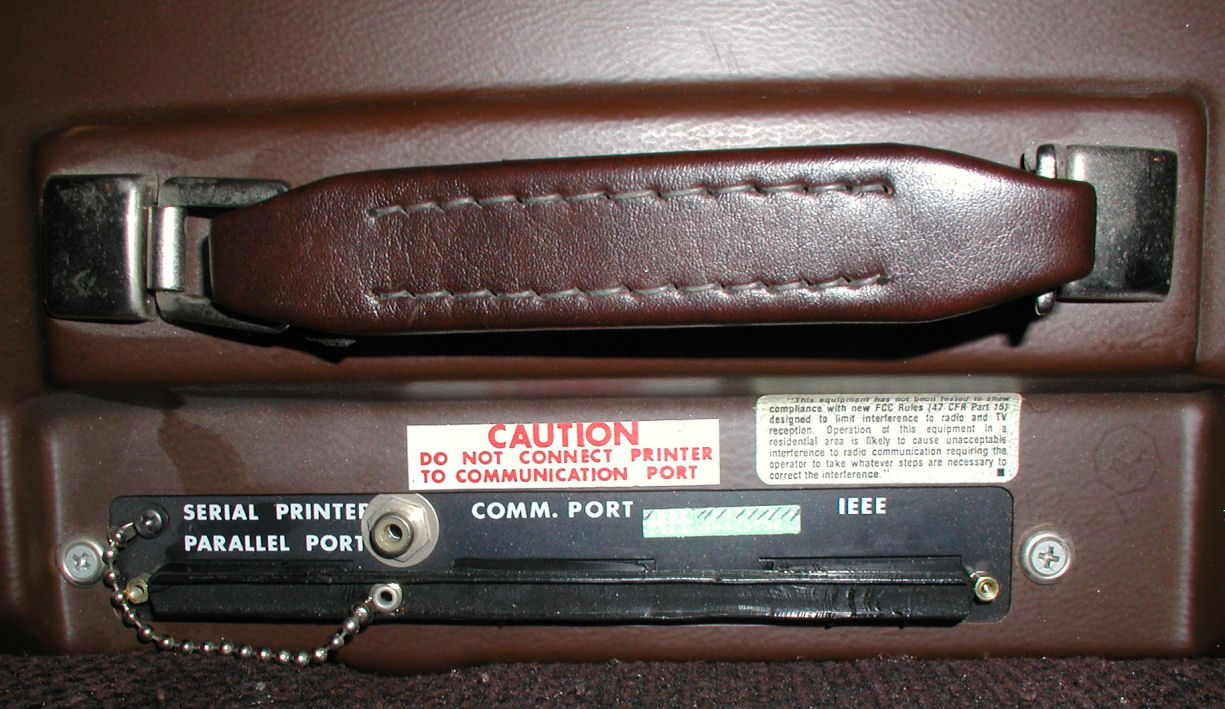 CAUTION
DO NOT CONNECT PRINTER
TO COMMUNICATION PORT
"This equipment has not been tested to show
compliance with new FCC Rules (47 CFR Part 15)
designed to limit interference to radio and TV
reception. Operation of this equipment in a
residential area is likely to cause unacceptable
interference to radio communication requiring the
operator to take whatever steps are necessary to
correct the interference."
SERIAL PRINTER
PARALLEL PORT
COMM. PORT
IEEE